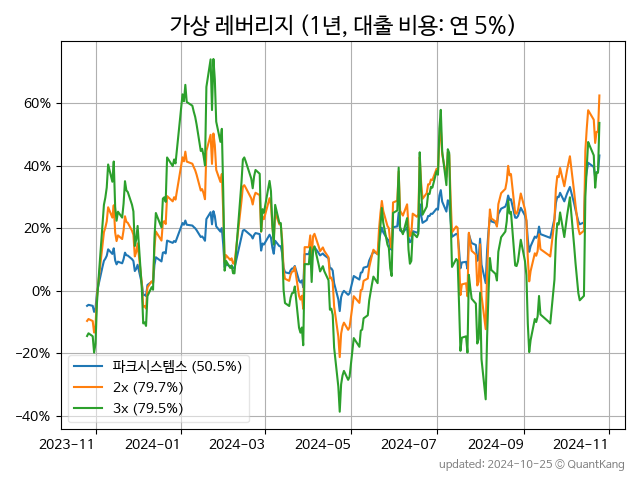 가상 레버리지 (1년, 대출 비용: 연 5%)
60%
40%
20%
0%
−20%
−40%
파크시스템스 (50.5%)
2x (79.7%)
3x (79.5%)
2023-11 2024-01 2024-03 2024-05 2024-07 2024-09 2024-11
updated: 2024-10-25 © QuantKang